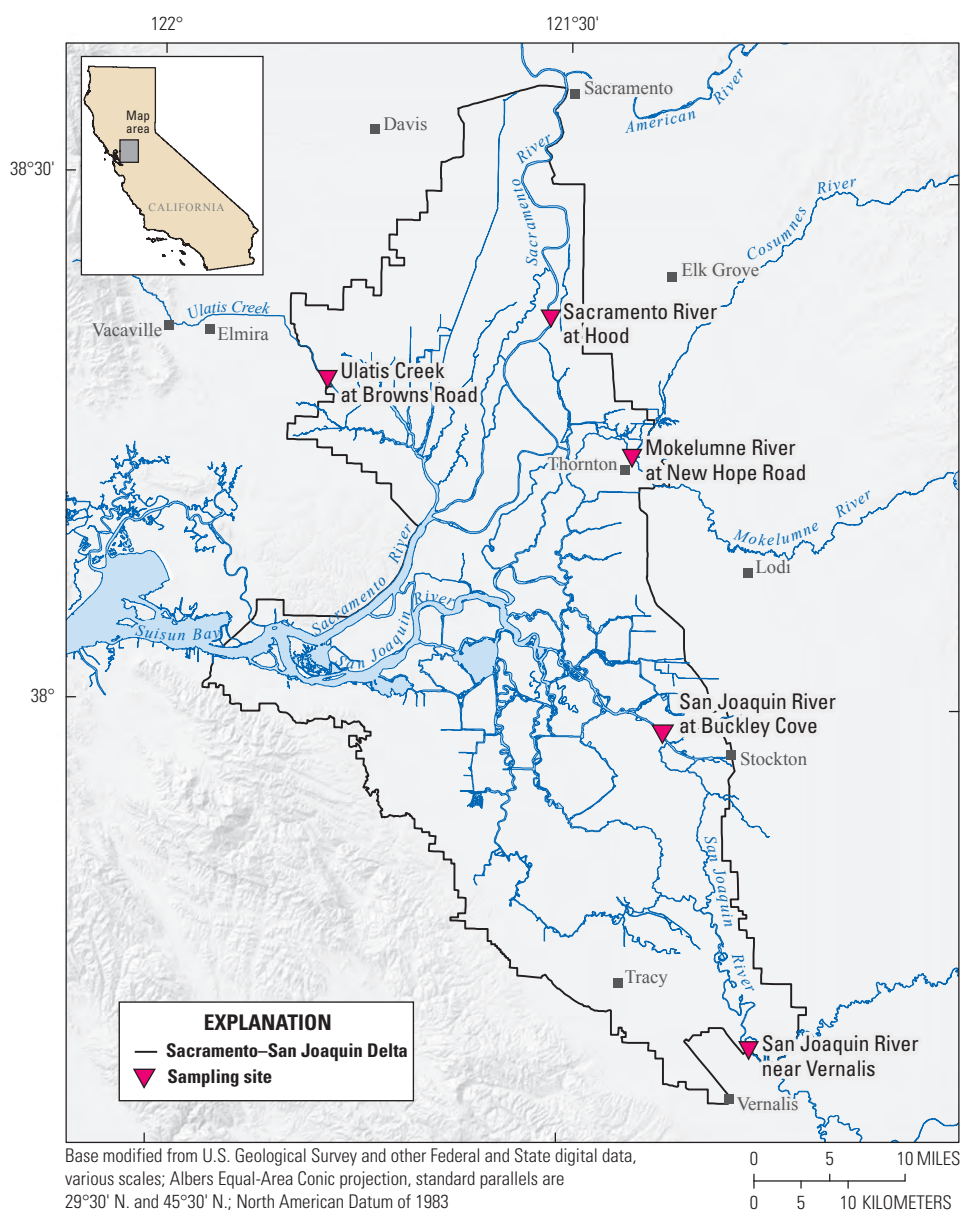 122°
121°30'
Sacramento
American River
Davis
Map
area
38°30'
Sacramento River
Cosumnes River
CALIFORNIA
Elk Grove
Ulatis Creek
Sacramento River
at Hood
Vacaville
Elmira
Ulatis Creek
at Browns Road
Mokelumne River
at New Hope Road
Thornton
Mokelumne River
Sacramento River
Lodi
San Joaquin River
Suisun Bay
38°
San Joaquin River
at Buckley Cove
Stockton
San Joaquin River
Tracy
EXPLANATION
Sacramento–San Joaquin Delta
Sampling site
San Joaquin River
near Vernalis
Vernalis
Base modified from U.S. Geological Survey and other Federal and State digital data,
various scales; Albers Equal-Area Conic projection, standard parallels are
29°30' N. and 45°30' N.; North American Datum of 1983
0 5 10 MILES
0 5 10 KILOMETERS